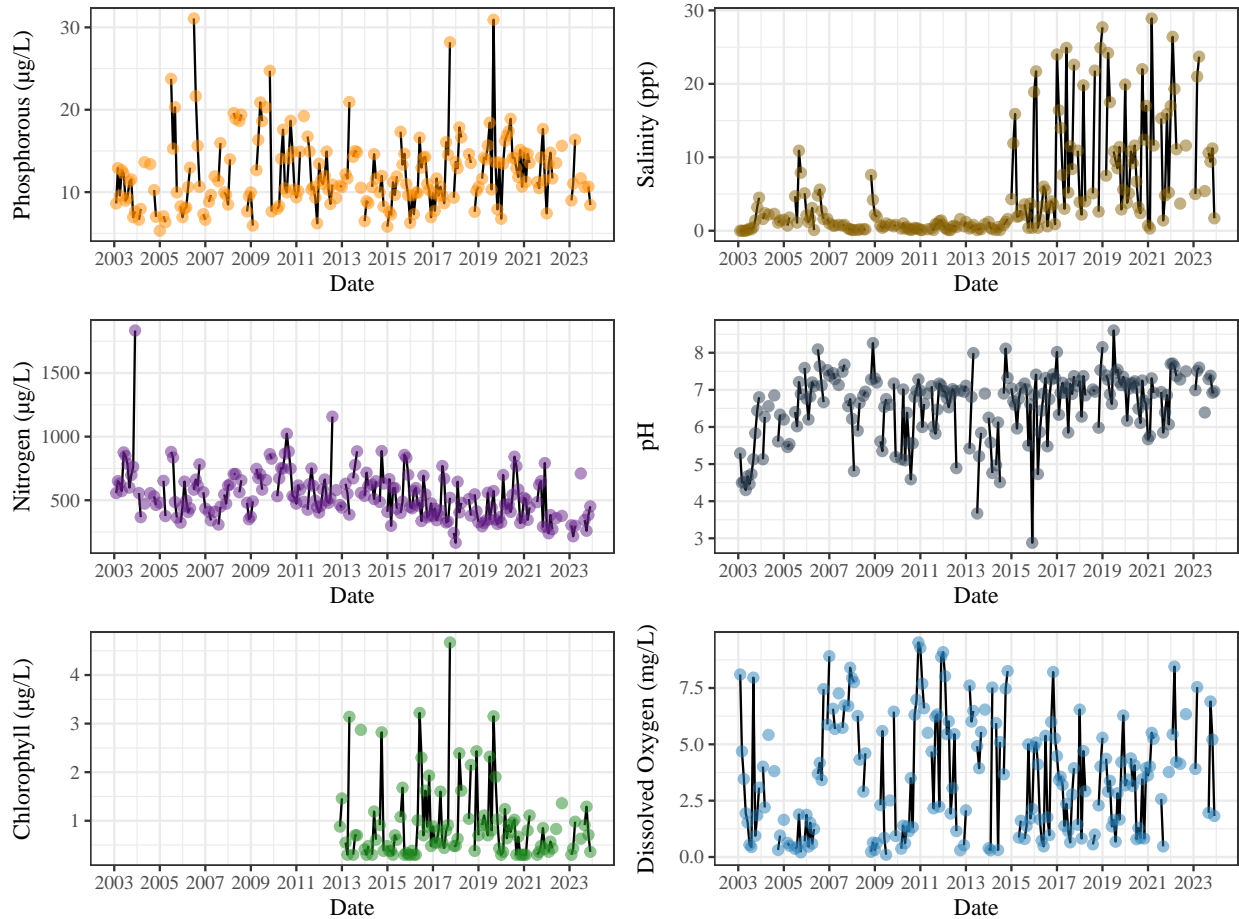 Phosphorous (μg/L)
30
20
10
2003 2005 2007 2009 2011 2013 2015 2017 2019 2021 2023
Date
Salinity (ppt)
30
20
10
0
2003 2005 2007 2009 2011 2013 2015 2017 2019 2021 2023
Date
Nitrogen (μg/L)
1500
1000
500
2003 2005 2007 2009 2011 2013 2015 2017 2019 2021 2023
Date
pH
8
7
6
5
4
3
2003 2005 2007 2009 2011 2013 2015 2017 2019 2021 2023
Date
Chlorophyll (μg/L)
4
3
2
1
2003 2005 2007 2009 2011 2013 2015 2017 2019 2021 2023
Date
Dissolved Oxygen (mg/L)
7.5
5.0
2.5
0.0
2003 2005 2007 2009 2011 2013 2015 2017 2019 2021 2023
Date